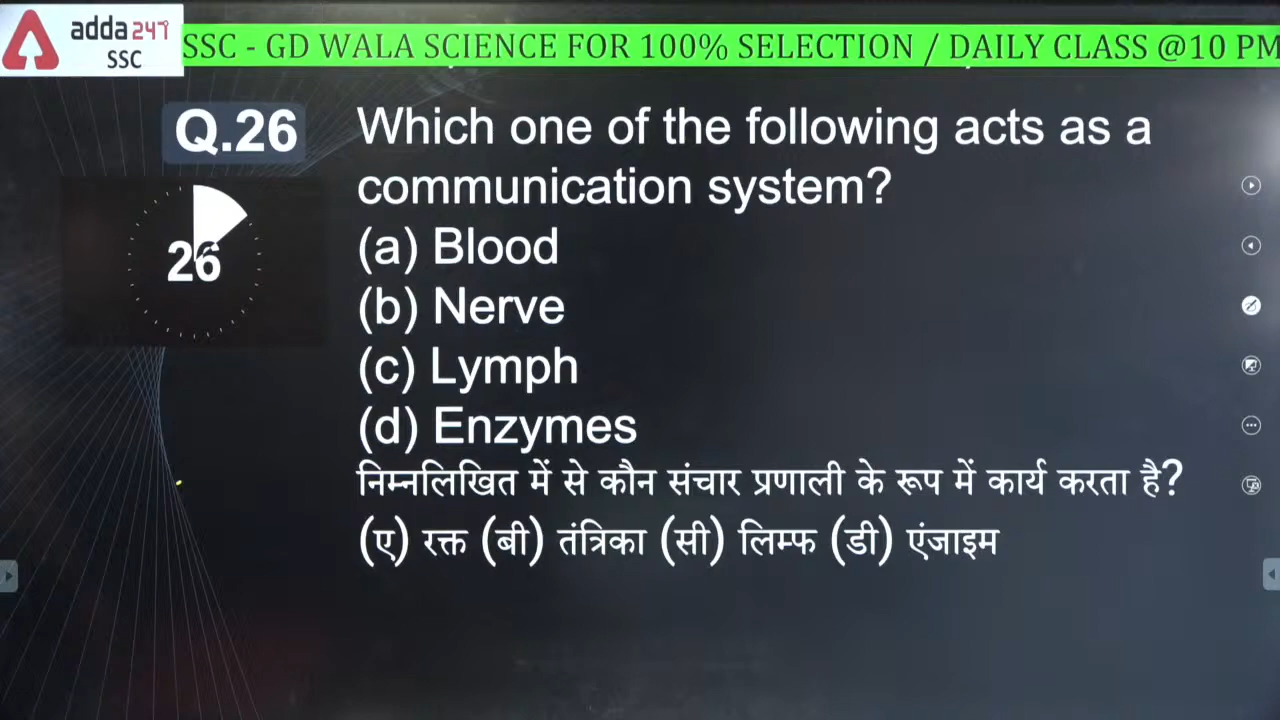 adda247
SSC
SSC - GD WALA SCIENCE FOR 100% SELECTION / DAILY CLASS @10 PM
Q.26
Which one of the following acts as a
communication system?
26
(a) Blood
(b) Nerve
(c) Lymph
(d) Enzymes
निम्नलिखित में से कौन संचार प्रणाली के रूप में कार्य करता है?
(ए) रक्त (बी) तंत्रिका (सी) लिम्फ (डी) एंजाइम